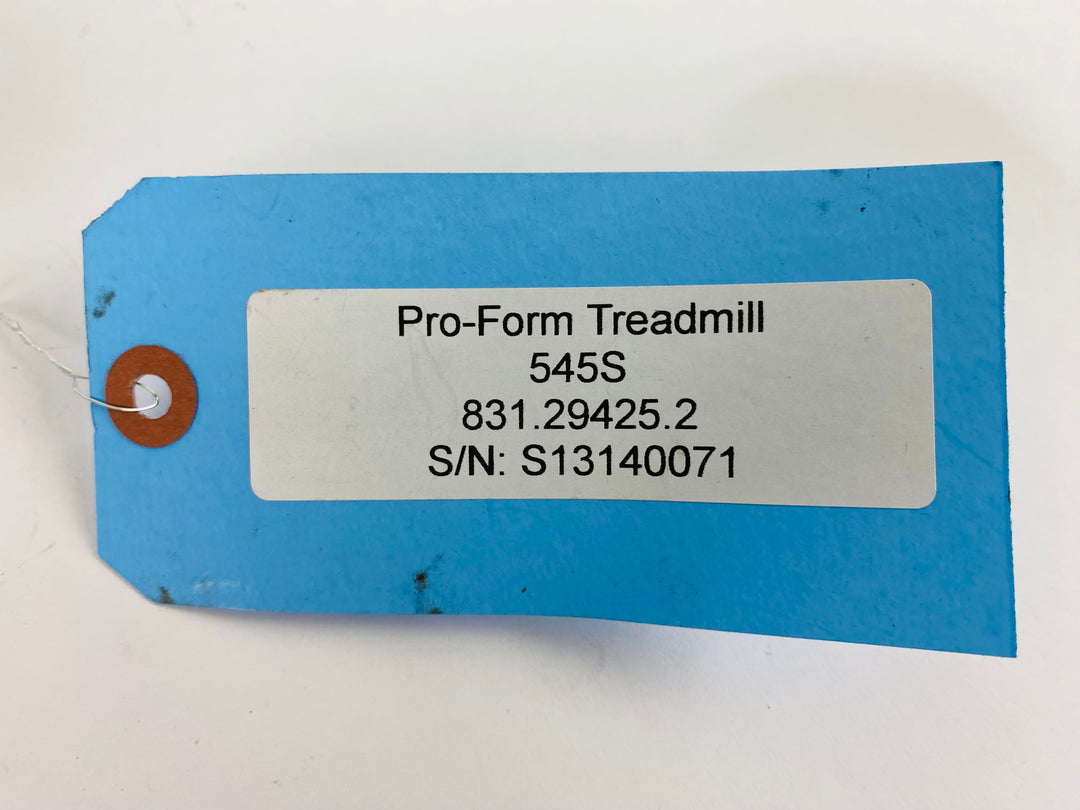 Pro-Form Treadmill
545S
831.29425.2
S/N: S13140071